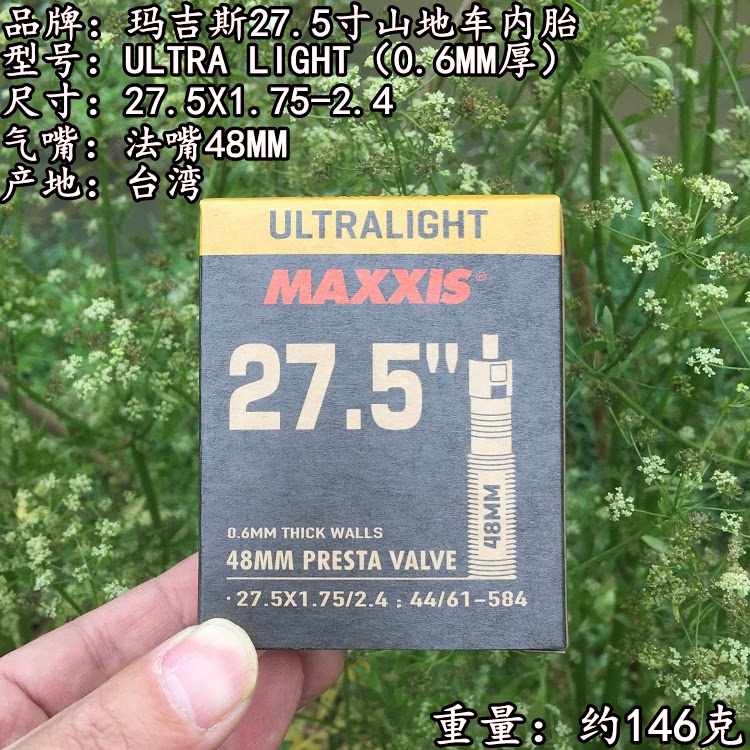 品牌：玛吉斯27.5寸山地车内胎
型号：ULTRA LIGHT（0.6MM厚）
尺寸：27.5X1.75-2.4
气嘴：法嘴48MM
产地：台湾
ULTRALIGHT
MAXXIS®
27.5"
48MM
0.6MM THICK WALLS
48MM PRESTA VALVE
·27.5X1.75/2.4 ; 44/61-584
重量：约146克